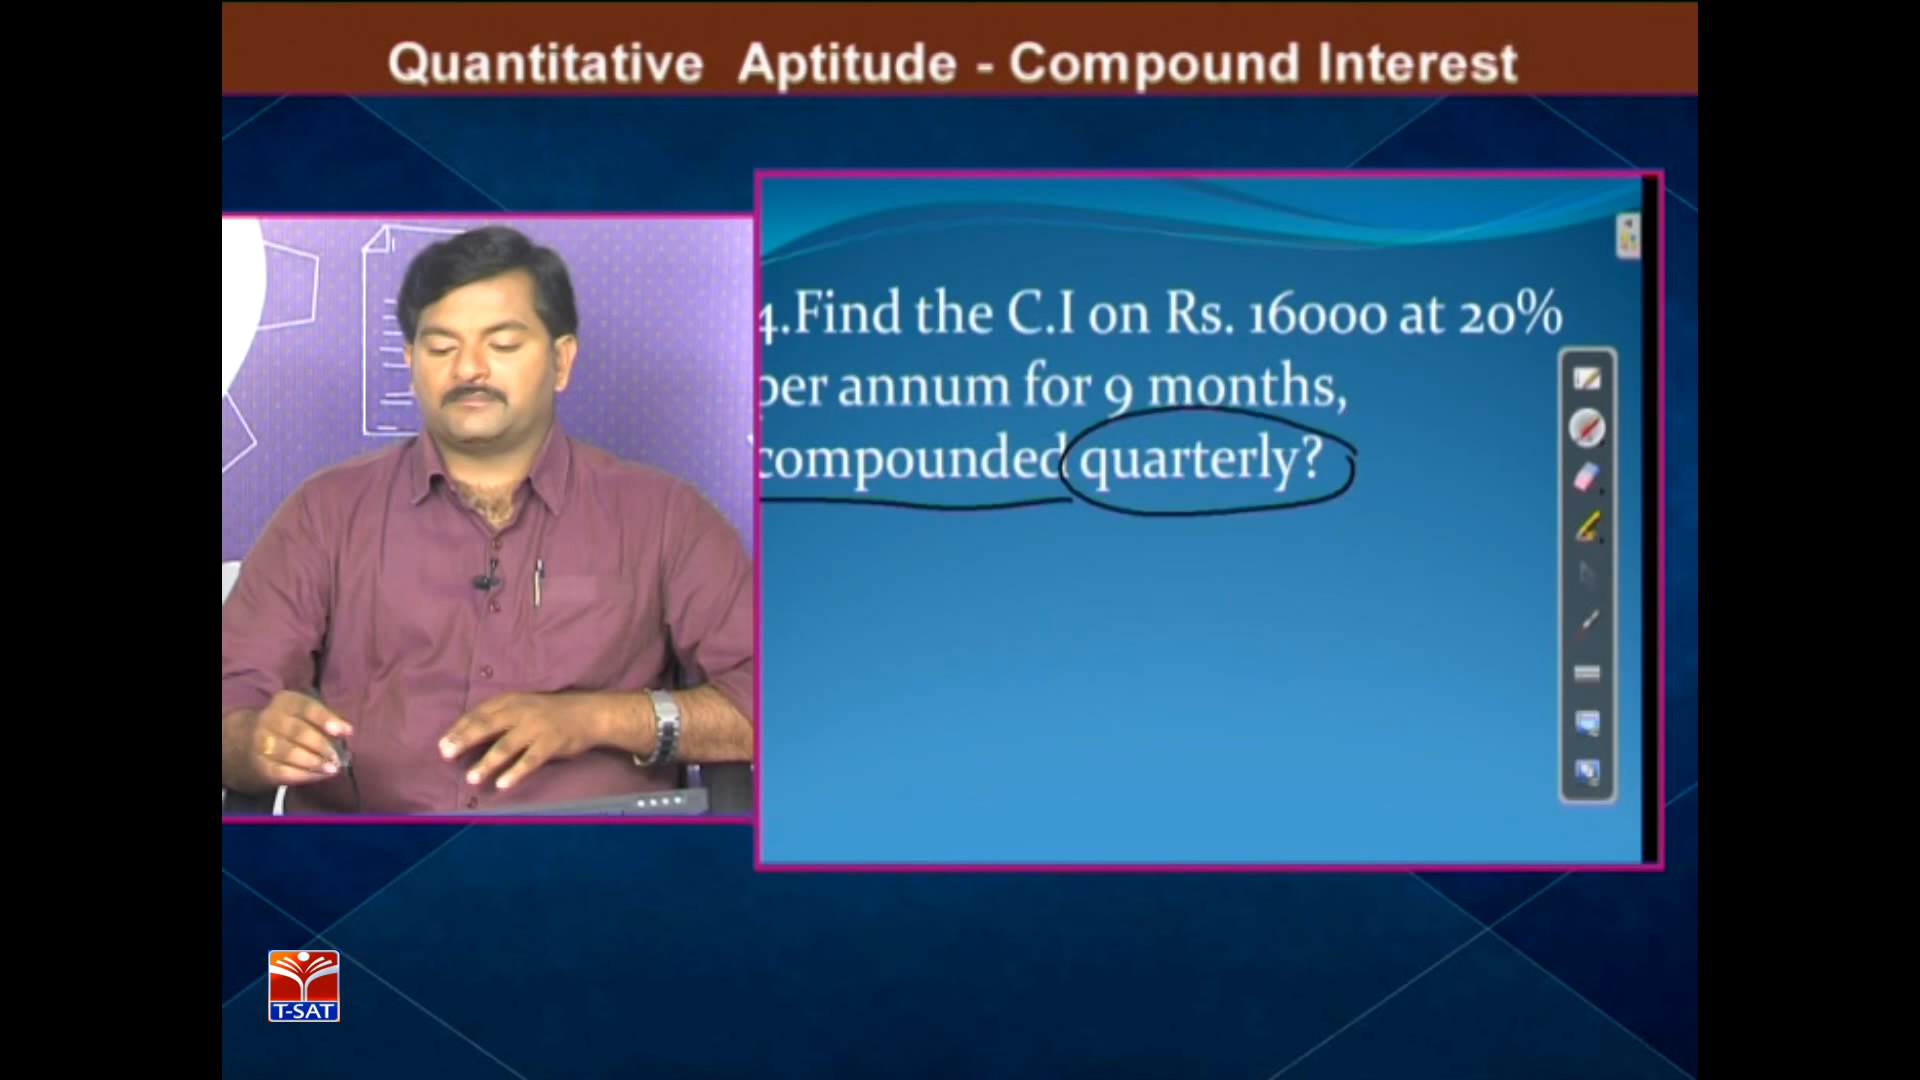 Quantitative Aptitude - Compound Interest
4.Find the C.I on Rs. 16000 at 20%
per annum for 9 months,
compounded quarterly?
T-SAT